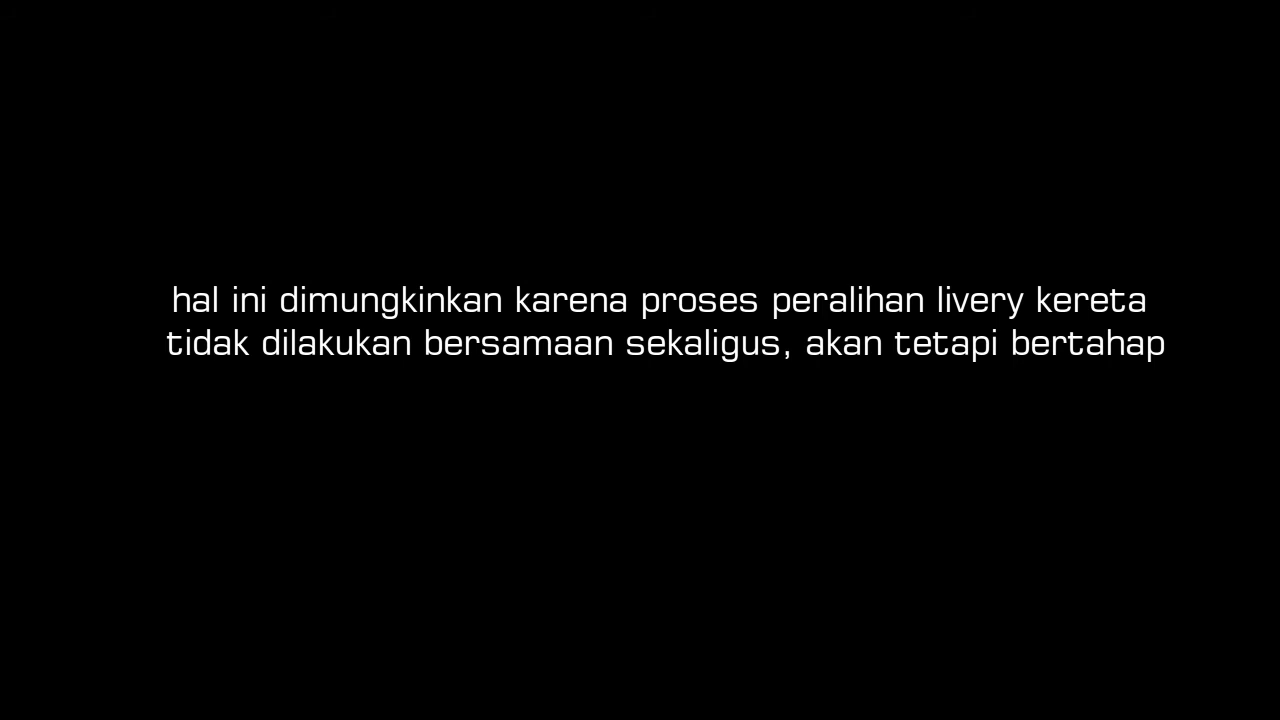 hal ini dimungkinkan karena proses peralihan livery kereta
tidak dilakukan bersamaan sekaligus, akan tetapi bertahap